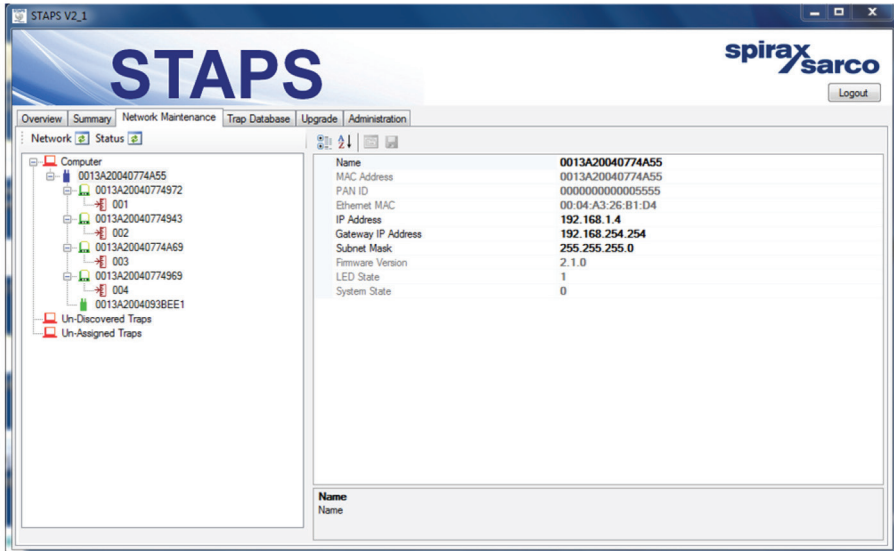 STAPS V2_1
STAPS
spirax
sarco
Logout
Overview Summary Network Maintenance Trap Database Upgrade Administration
Network Status
Computer
0013A20040774A55
0013A20040774972
001
0013A20040774943
002
0013A20040774A69
003
0013A20040774969
004
0013A2004093BEE1
Un-Discovered Traps
Un-Assigned Traps
Name 0013A20040774A55
MAC Address 0013A20040774A55
PAN ID 0000000000005555
Ethernet MAC 00:04:A3:26:B1:D4
IP Address 192.168.1.4
Gateway IP Address 192.168.254.254
Subnet Mask 255.255.255.0
Firmware Version 2.1.0
LED State 1
System State 0
Name
Name